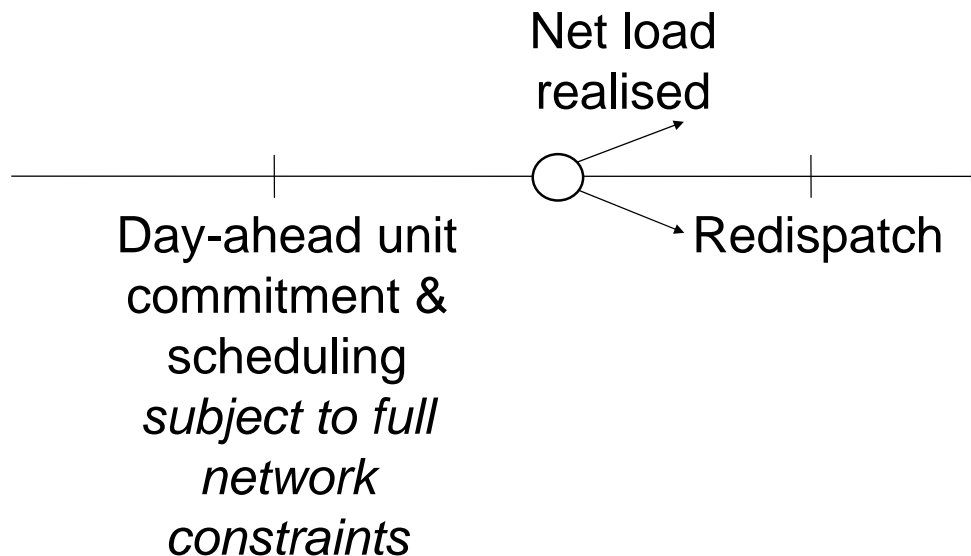 Net load
realised
Day-ahead unit
commitment &
scheduling
subject to full
network
constraints
Redispatch